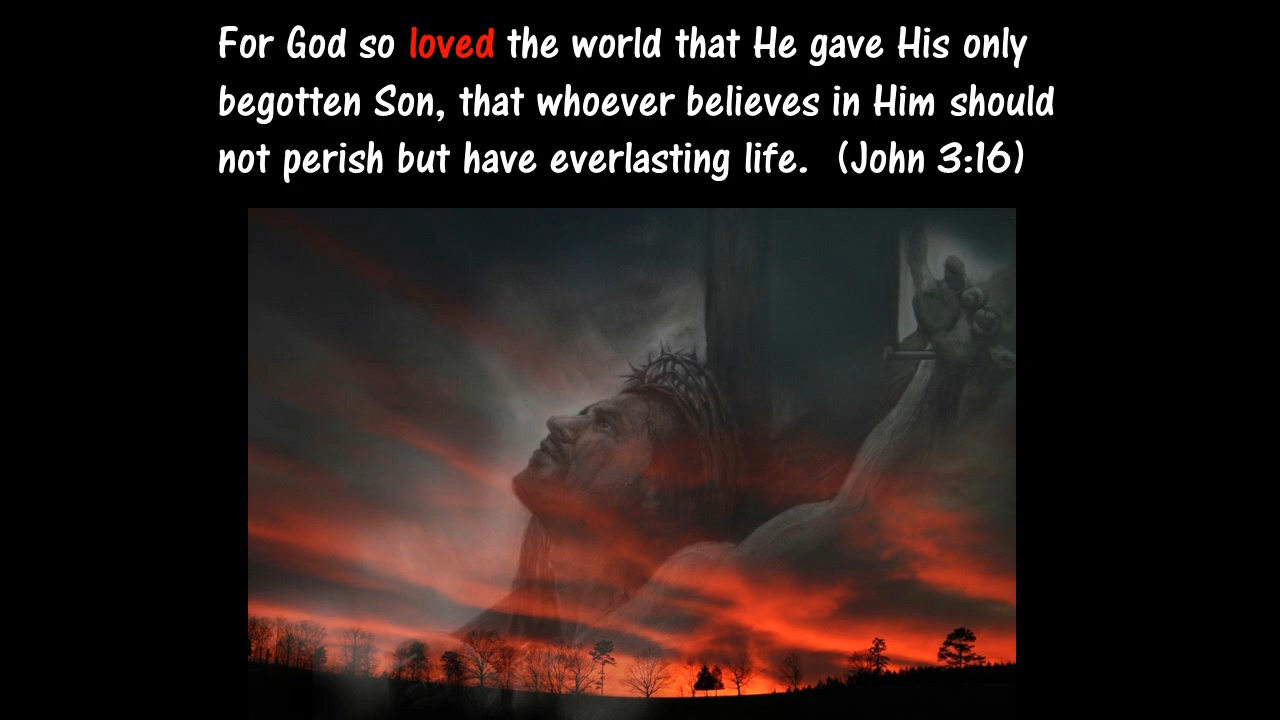 For God so loved the world that He gave His only
begotten Son, that whoever believes in Him should
not perish but have everlasting life.  (John 3:16)